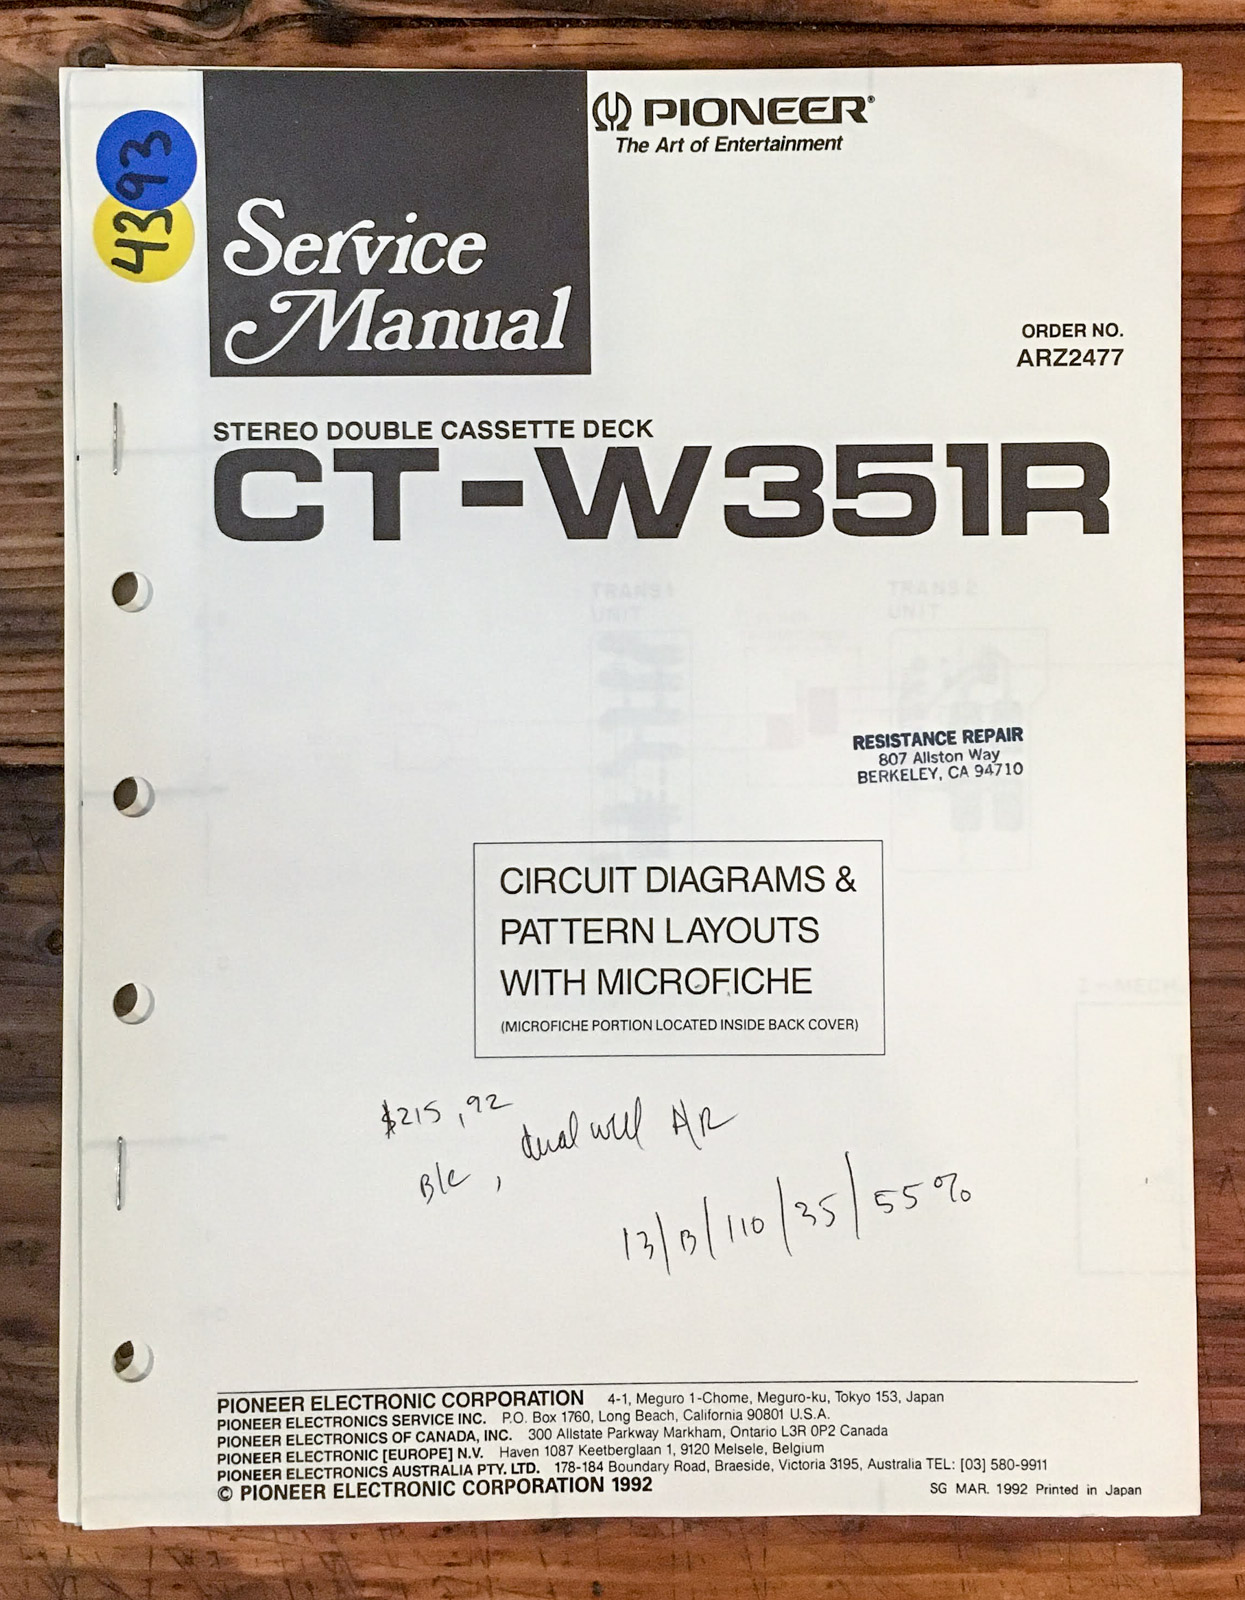 4393
PIONEER®
The Art of Entertainment
Service
Manual
ORDER NO.
ARZ2477
STEREO DOUBLE CASSETTE DECK
CT-W351R
TRANS1
UNIT
TRANS2
UNIT
RESISTANCE REPAIR
807 Allston Way
BERKELEY, CA 94710
CIRCUIT DIAGRAMS &
PATTERN LAYOUTS
WITH MICROFICHE
(MICROFICHE PORTION LOCATED INSIDE BACK COVER)
$215,92
B/C, dual well A/R
13/B/110/35/55%
PIONEER ELECTRONIC CORPORATION 4-1, Meguro 1-Chome, Meguro-ku, Tokyo 153, Japan
PIONEER ELECTRONICS SERVICE INC. P.O. Box 1760, Long Beach, California 90801 U.S.A.
PIONEER ELECTRONICS OF CANADA, INC. 300 Allstate Parkway Markham, Ontario L3R 0P2 Canada
PIONEER ELECTRONIC [EUROPE] N.V. Haven 1087 Keetberglaan 1, 9120 Melsele, Belgium
PIONEER ELECTRONICS AUSTRALIA PTY. LTD. 178-184 Boundary Road, Braeside, Victoria 3195, Australia TEL: [03] 580-9911
© PIONEER ELECTRONIC CORPORATION 1992
SG MAR. 1992 Printed in Japan